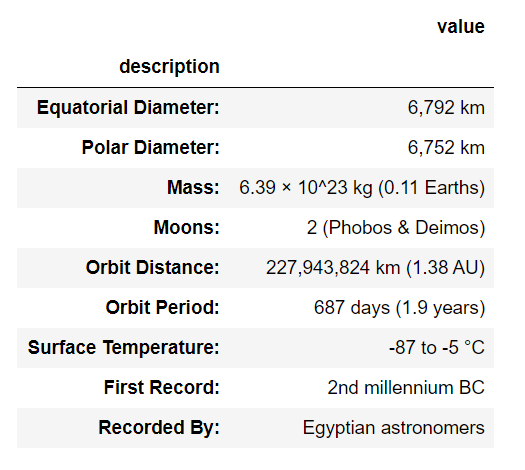 value
description
Equatorial Diameter: 6,792 km
Polar Diameter: 6,752 km
Mass: 6.39 × 10^23 kg (0.11 Earths)
Moons: 2 (Phobos & Deimos)
Orbit Distance: 227,943,824 km (1.38 AU)
Orbit Period: 687 days (1.9 years)
Surface Temperature: -87 to -5 °C
First Record: 2nd millennium BC
Recorded By: Egyptian astronomers